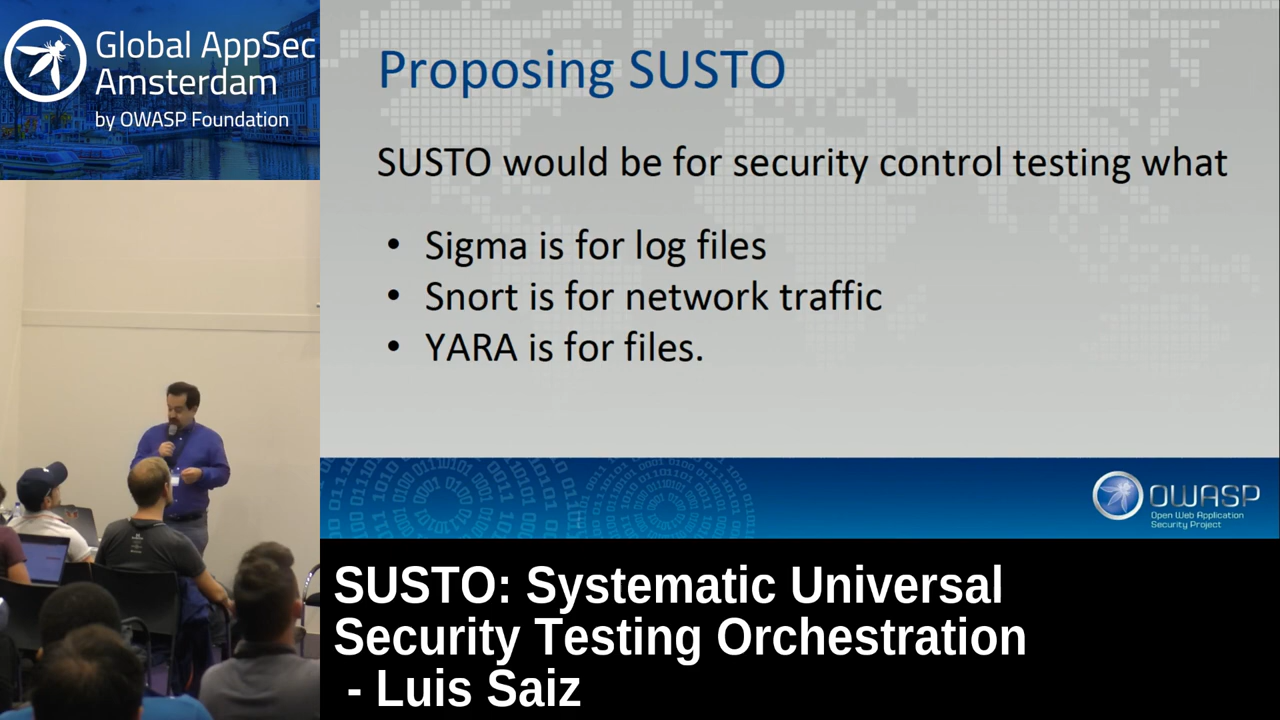 Global AppSec
Amsterdam
by OWASP Foundation
Proposing SUSTO
SUSTO would be for security control testing what
• Sigma is for log files
• Snort is for network traffic
• YARA is for files.
OWASP
Open Web Application
Security Project
SUSTO: Systematic Universal
Security Testing Orchestration
- Luis Saiz